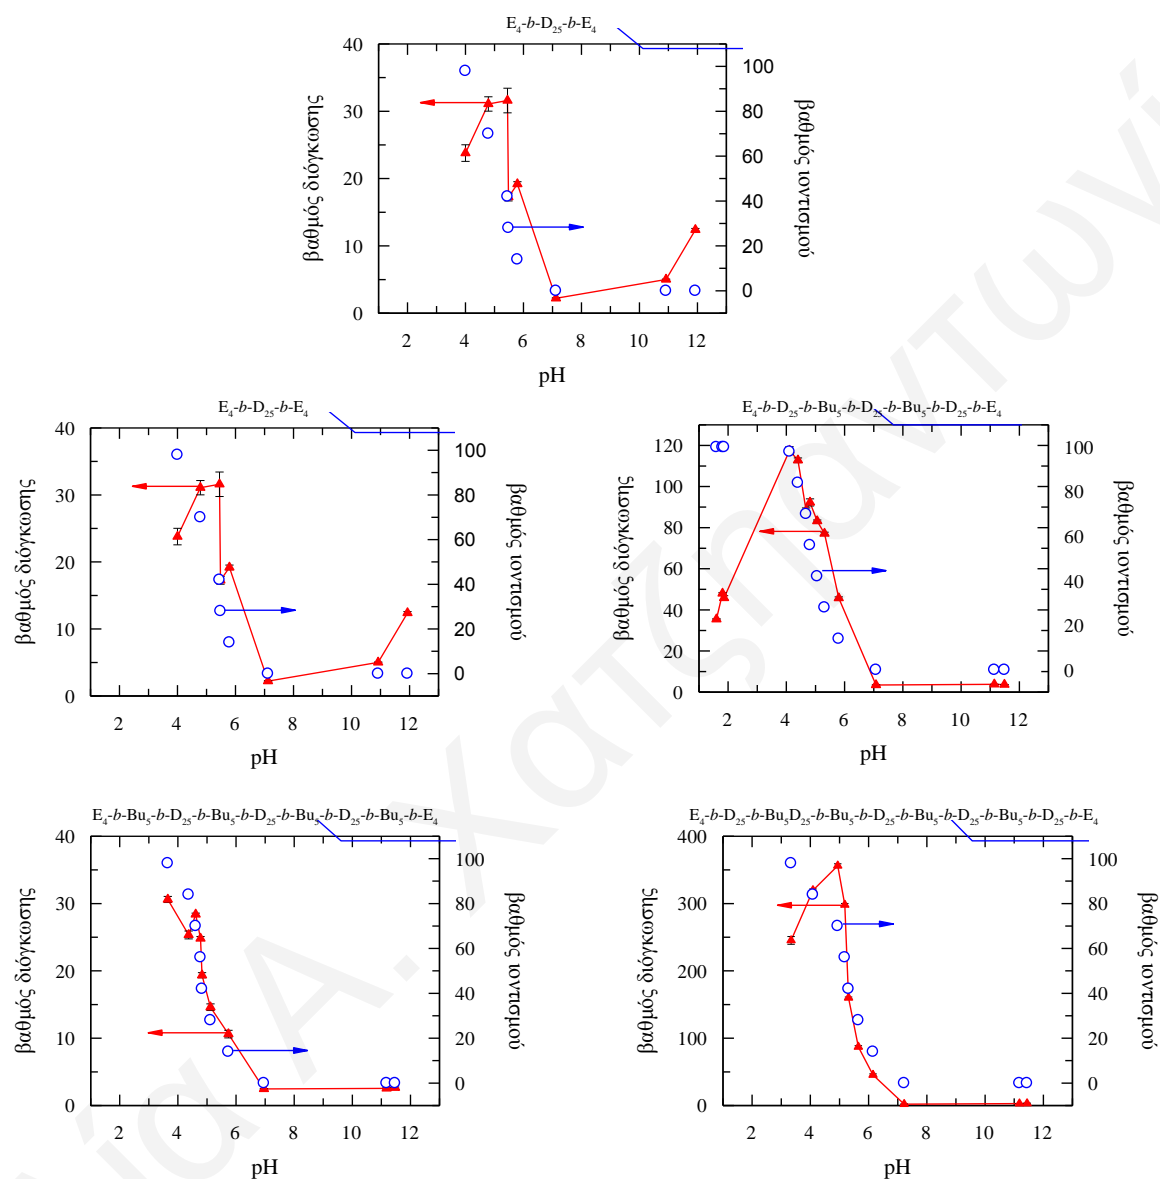 E4-b-D25-b-E4
40
30
20
10
0
100
80
60
40
20
0
2 4 6 8 10 12
pH
βαθμός διόγκωσης
βαθμός ιοντισμού
E4-b-D25-b-E4
40
30
20
10
0
100
80
60
40
20
0
2 4 6 8 10 12
pH
βαθμός διόγκωσης
βαθμός ιοντισμού
E4-b-D25-b-Bu5-b-D25-b-Bu5-b-D25-b-E4
120
100
80
60
40
20
0
100
80
60
40
20
0
2 4 6 8 10 12
pH
βαθμός διόγκωσης
βαθμός ιοντισμού
E4-b-Bu5-b-D25-b-Bu5-b-D25-b-Bu5-b-D25-b-Bu5-b-E4
40
30
20
10
0
100
80
60
40
20
0
2 4 6 8 10 12
pH
βαθμός διόγκωσης
βαθμός ιοντισμού
E4-b-D25-b-Bu5D25-b-Bu5-b-D25-b-Bu5-b-D25-b-Bu5-b-D25-b-E4
400
300
200
100
0
100
80
60
40
20
0
2 4 6 8 10 12
pH
βαθμός διόγκωσης
βαθμός ιοντισμού
ία Α. Χατζηαντωνί